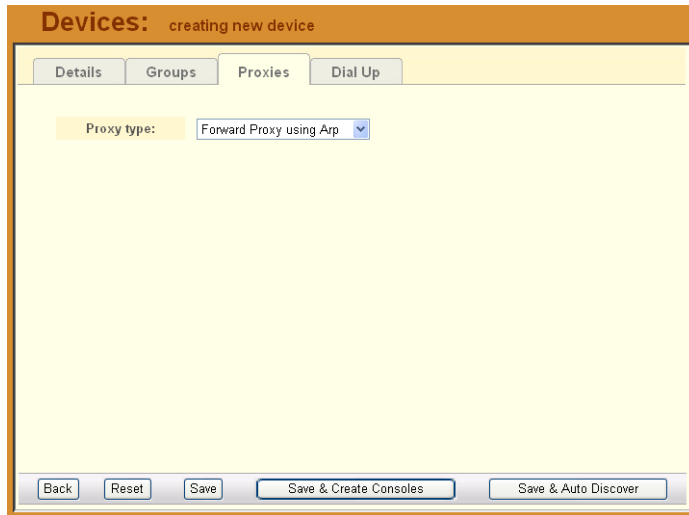 Devices: creating new device
Details Groups Proxies Dial Up
Proxy type: Forward Proxy using Arp
Back Reset Save Save & Create Consoles Save & Auto Discover